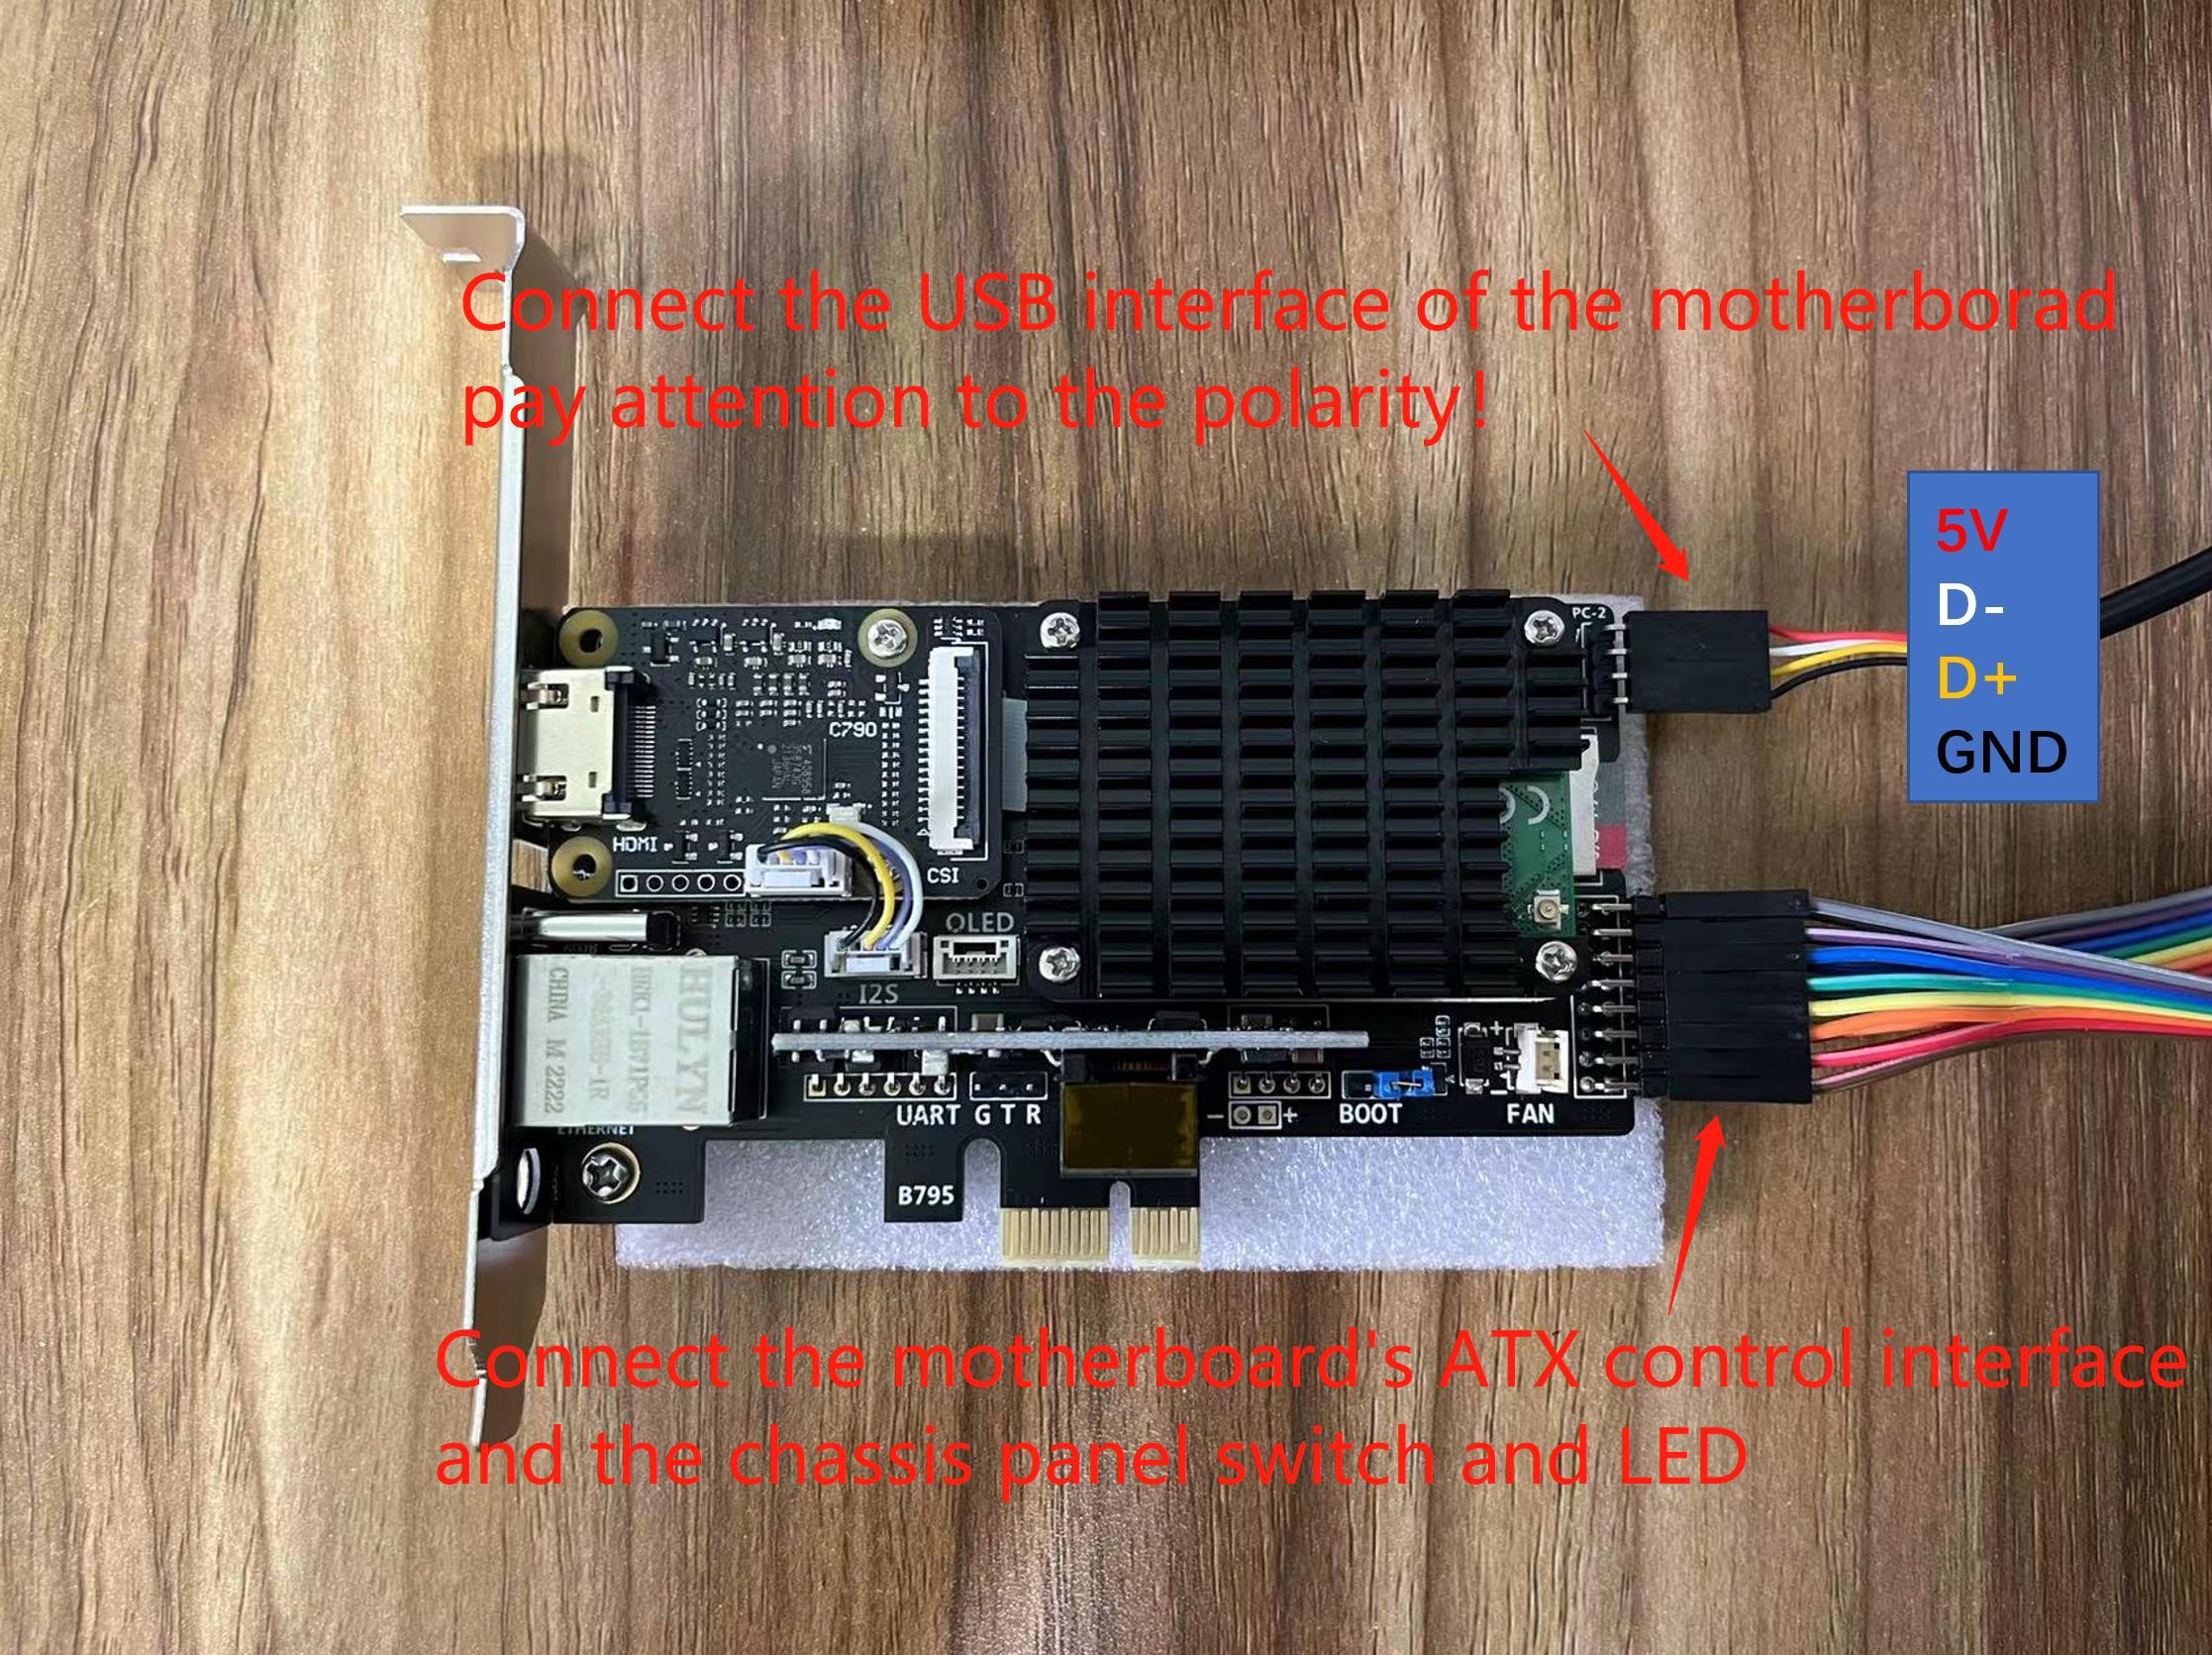 Connect the USB interface of the motherborad
pay attention to the polarity!
5V
D-
D+
GND
PC-2
C790
HDMI
CSI
OLED
I2S
HULYN
CHINA M 2222
ETHERNET
UART G T R
- +
BOOT
FAN
B795
Connect the motherboard's ATX control interface
and the chassis panel switch and LED